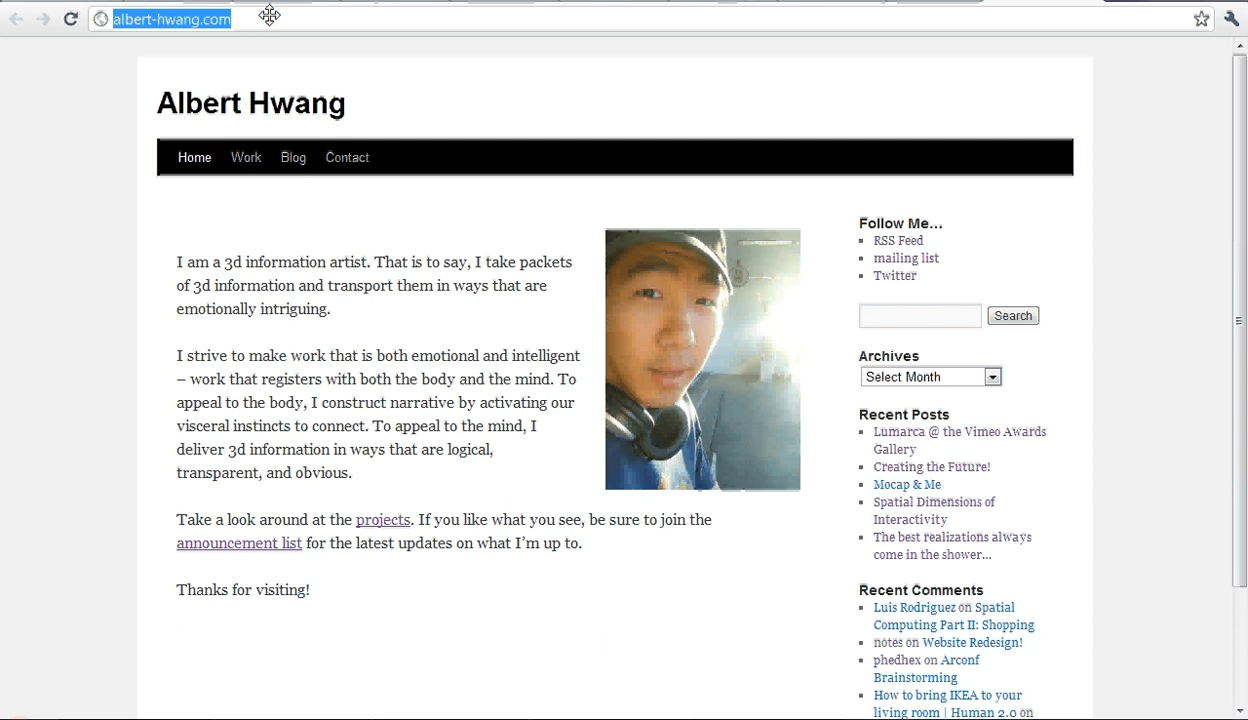 albert-hwang.com
Albert Hwang
Home Work Blog Contact
I am a 3d information artist. That is to say, I take packets
of 3d information and transport them in ways that are
emotionally intriguing.
I strive to make work that is both emotional and intelligent
– work that registers with both the body and the mind. To
appeal to the body, I construct narrative by activating our
visceral instincts to connect. To appeal to the mind, I
deliver 3d information in ways that are logical,
transparent, and obvious.
Take a look around at the projects. If you like what you see, be sure to join the
announcement list for the latest updates on what I'm up to.
Thanks for visiting!
Follow Me...
RSS Feed
mailing list
Twitter
Search
Archives
Select Month
Recent Posts
Lumarca @ the Vimeo Awards
Gallery
Creating the Future!
Mocap & Me
Spatial Dimensions of
Interactivity
The best realizations always
come in the shower...
Recent Comments
Luis Rodriguez on Spatial
Computing Part II: Shopping
notes on Website Redesign!
phedhex on Arconf
Brainstorming
How to bring IKEA to your
living room | Human 2.0 on